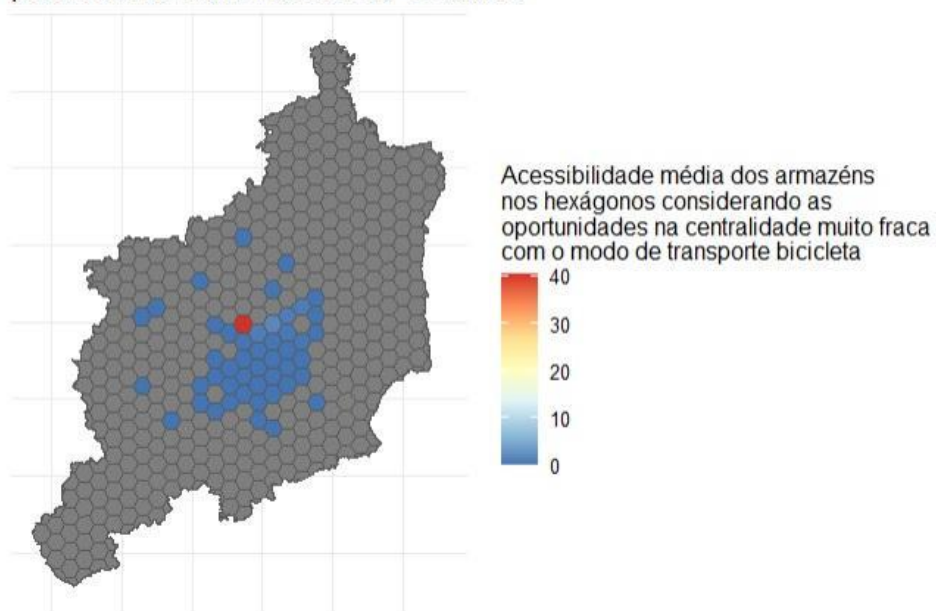 Acessibilidade média dos armazéns
nos hexágonos considerando as
oportunidades na centralidade muito fraca
com o modo de transporte bicicleta
40
30
20
10
0